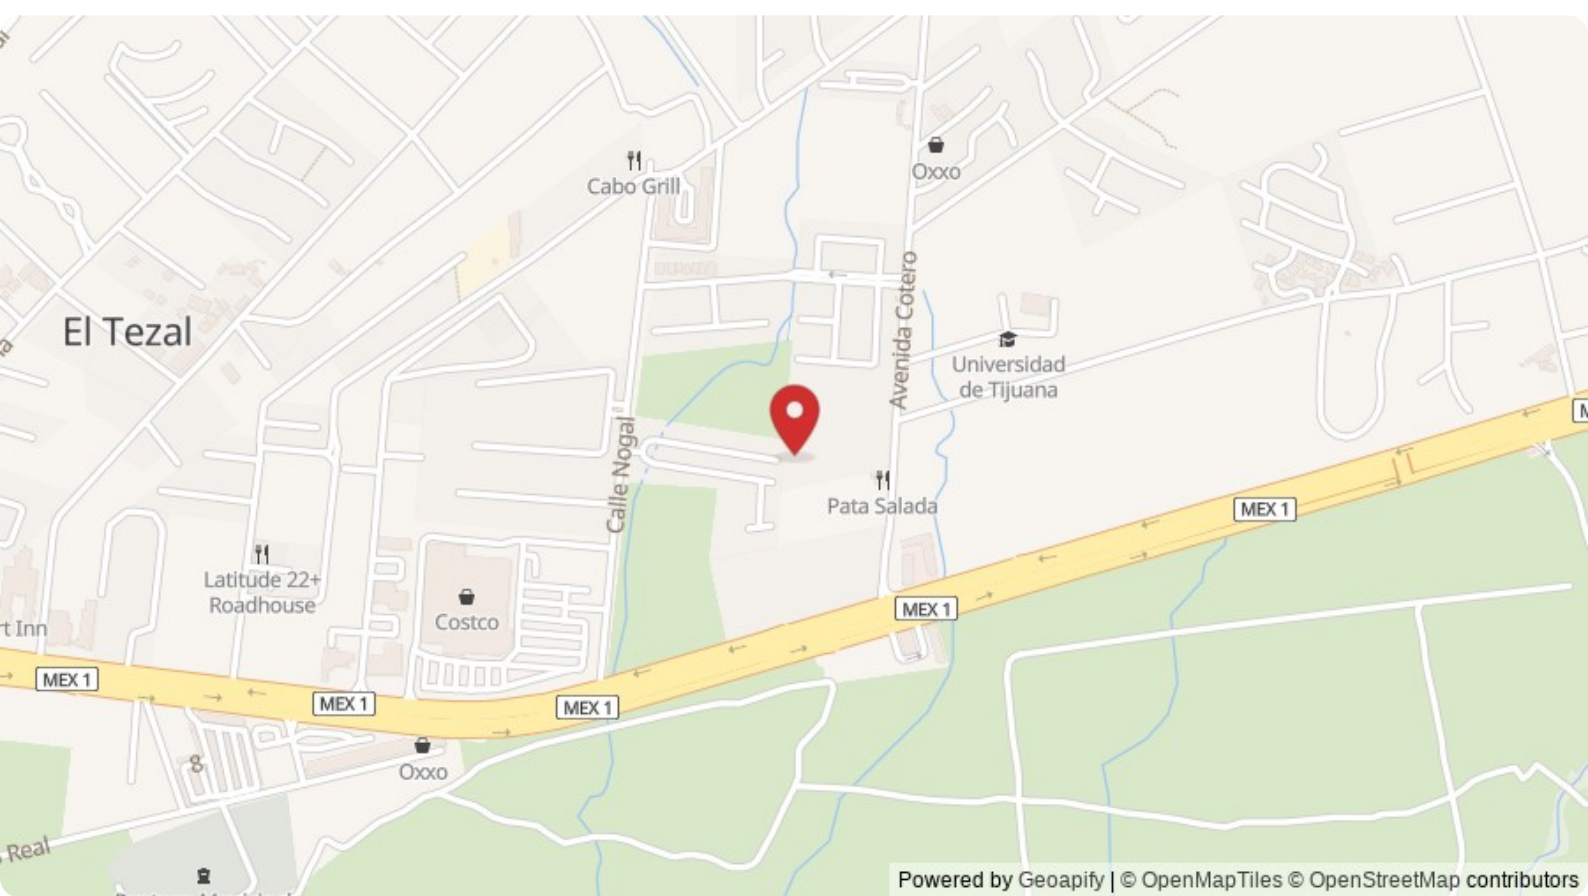 Oxxo
Cabo Grill
El Tezal
Avenida Cotero
Universidad
de Tijuana
Calle Nogal
Pata Salada
MEX 1
Latitude 22+
Roadhouse
Costco
MEX 1
rt Inn
MEX 1
MEX 1
MEX 1
Oxxo
8
Real
Powered by Geoapify | © OpenMapTiles © OpenStreetMap contributors